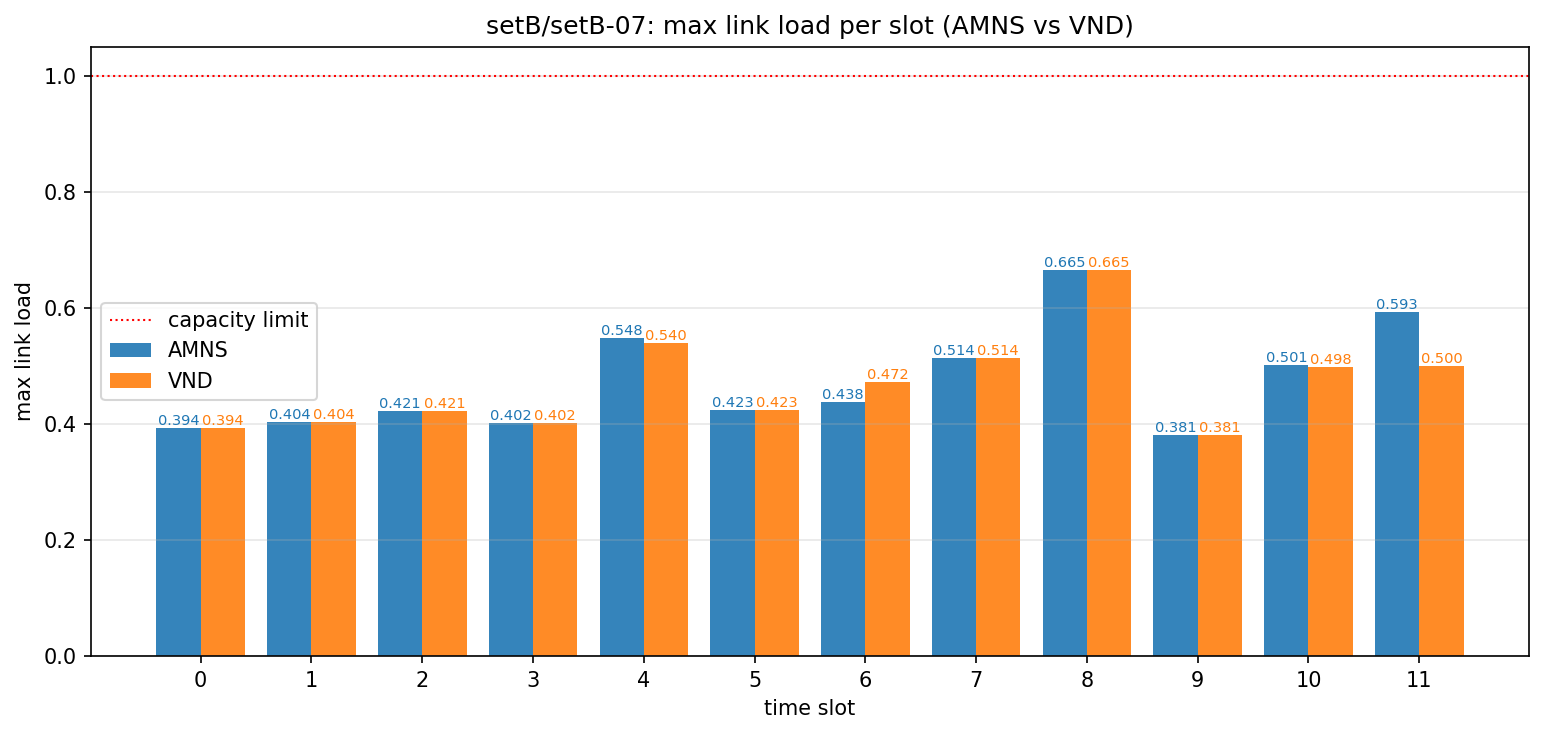 setB/setB-07: max link load per slot (AMNS vs VND)
max link load
1.0
0.8
0.6
0.4
0.2
0.0
capacity limit
AMNS
VND
0.394 0.394
0.404 0.404
0.421 0.421
0.402 0.402
0.548 0.540
0.423 0.423
0.438 0.472
0.514 0.514
0.665 0.665
0.381 0.381
0.501 0.498
0.593 0.500
0 1 2 3 4 5 6 7 8 9 10 11
time slot